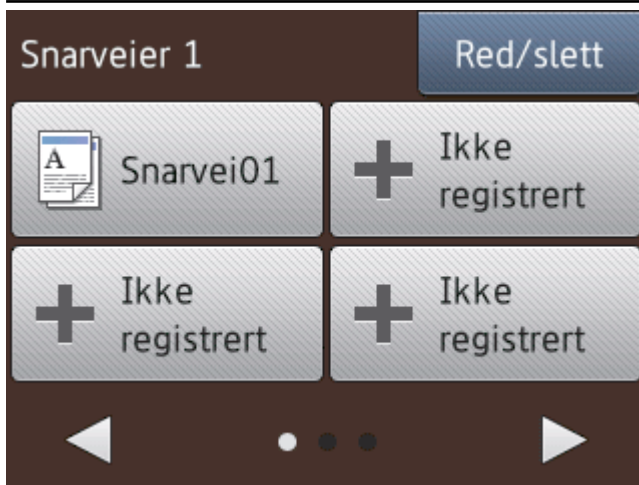 Snarveier 1
Red/slett
A
Snarvei01
Ikke
registrert
Ikke
registrert
Ikke
registrert